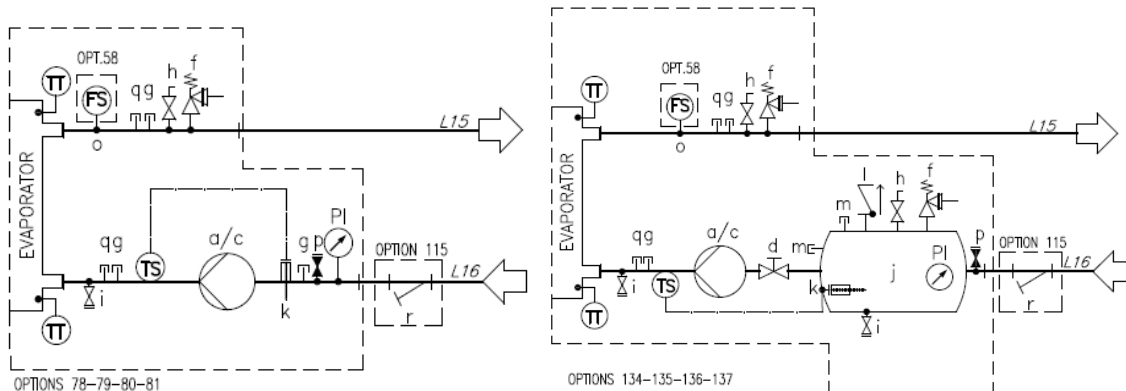 OPT.58
TT
FS
qg
h
f
o
L15
EVAPORATOR
PI
a/c
g
p
OPTION 115
qg
TS
L16
i
k
r
TT
OPTIONS 78-79-80-81
OPT.58
TT
FS
qg
h
f
o
L15
EVAPORATOR
l
h
f
m
a/c
d
m
PI
p
OPTION 115
qg
j
L16
i
TS
k
r
TT
i
OPTIONS 134-135-136-137